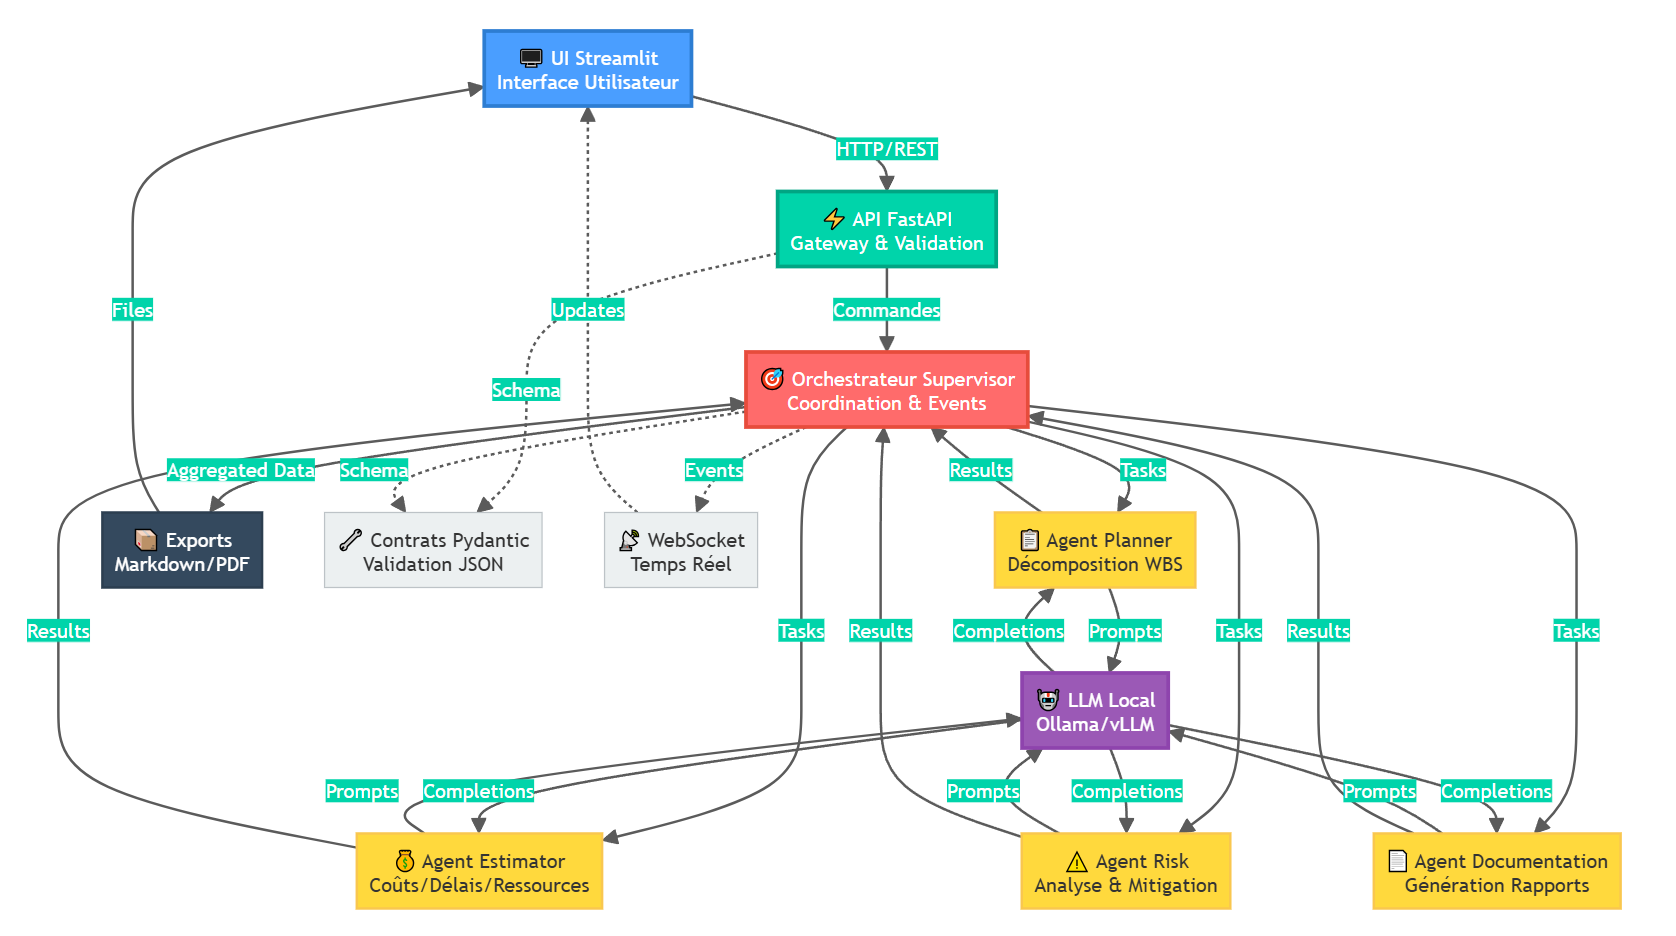 UI Streamlit
Interface Utilisateur
HTTP/REST
API FastAPI
Gateway & Validation
Files
Updates
Commandes
Schema
Orchestrateur Supervisor
Coordination & Events
Aggregated Data
Schema
Events
Results
Tasks
Exports
Markdown/PDF
Contrats Pydantic
Validation JSON
WebSocket
Temps Réel
Agent Planner
Décomposition WBS
Results
Tasks
Results
Completions
Prompts
Tasks
Results
Tasks
LLM Local
Ollama/vLLM
Prompts
Completions
Prompts
Completions
Prompts
Completions
Agent Estimator
Coûts/Délais/Ressources
Agent Risk
Analyse & Mitigation
Agent Documentation
Génération Rapports